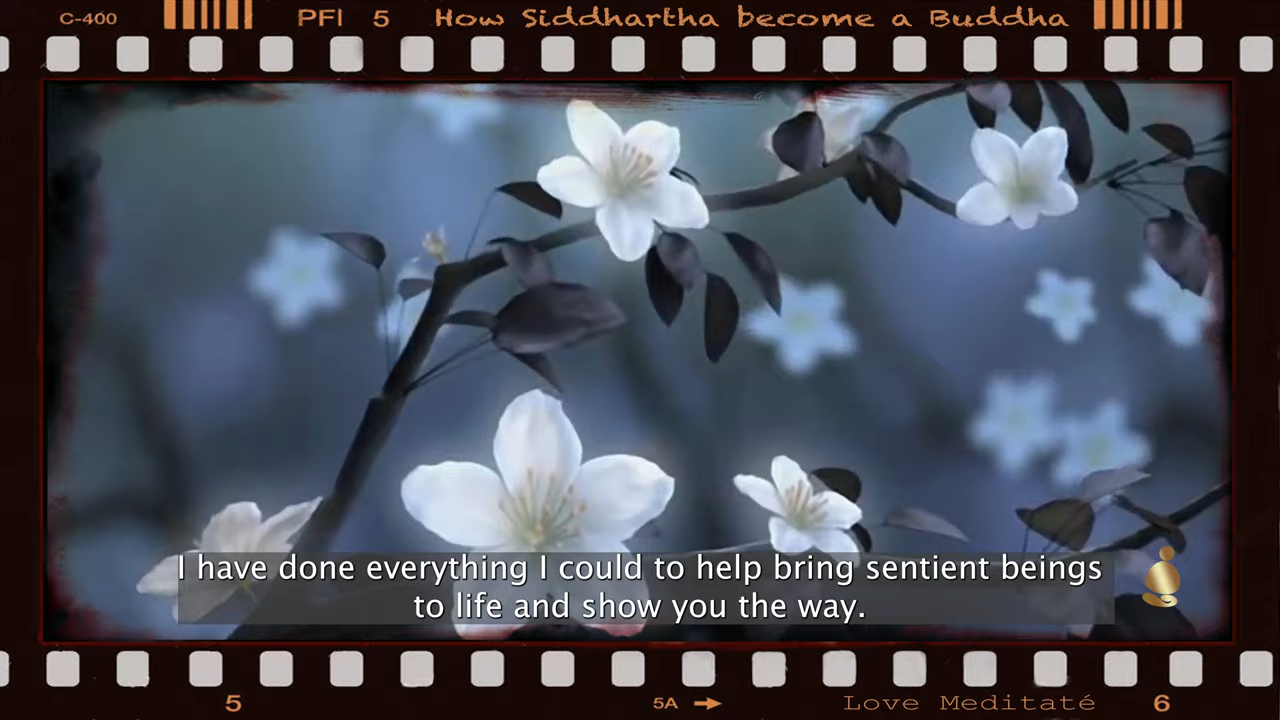 C-400
PFI 5
How Siddhartha become a Buddha
I have done everything I could to help bring sentient beings
to life and show you the way.
5
5A
Love Meditaté
6